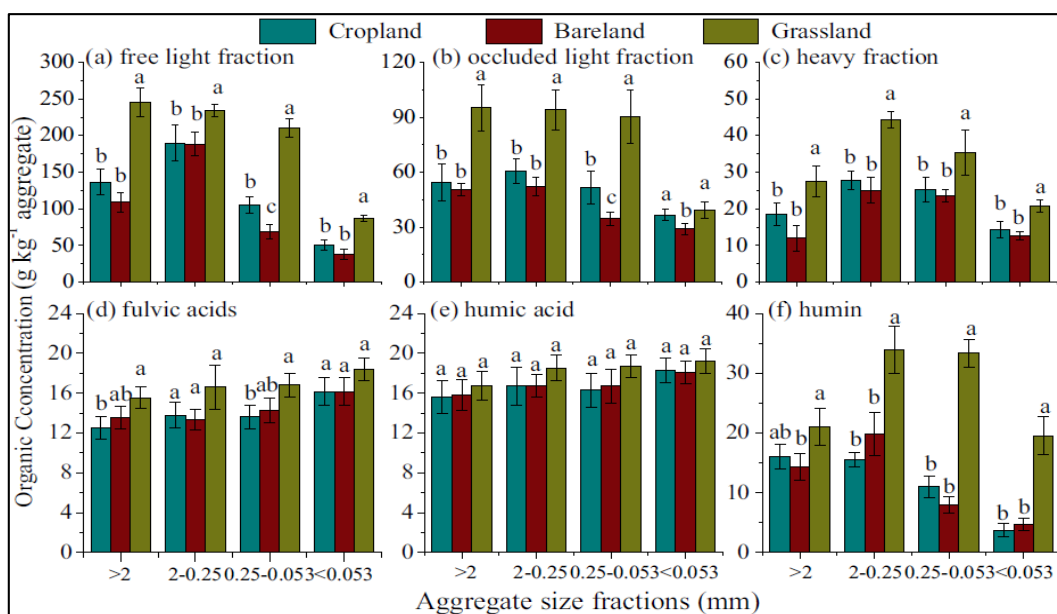 Cropland Bareland Grassland
Organic Cconcentration (g kg⁻¹ aggregate)
(a) free light fraction
300
250
200
150
100
50
0
b b a
b b a
b c a
b b a
(b) occluded light fraction
120
90
60
30
0
b b a
b b a
b c a
a b a
(c) heavy fraction
60
50
40
30
20
10
0
b b a
b b a
b b a
b b a
(d) fulvic acids
24
20
16
12
8
4
0
b ab a
a a a
b ab a
a a a
>2 2-0.25 0.25-0.053 <0.053
(e) humic acid
24
20
16
12
8
4
0
a a a
a a a
a a a
a a a
>2 2-0.25 0.25-0.053 <0.053
(f) humin
40
30
20
10
0
ab b a
b b a
b b a
b b a
>2 2-0.25 0.25-0.053 <0.053
Aggregate size fractions (mm)